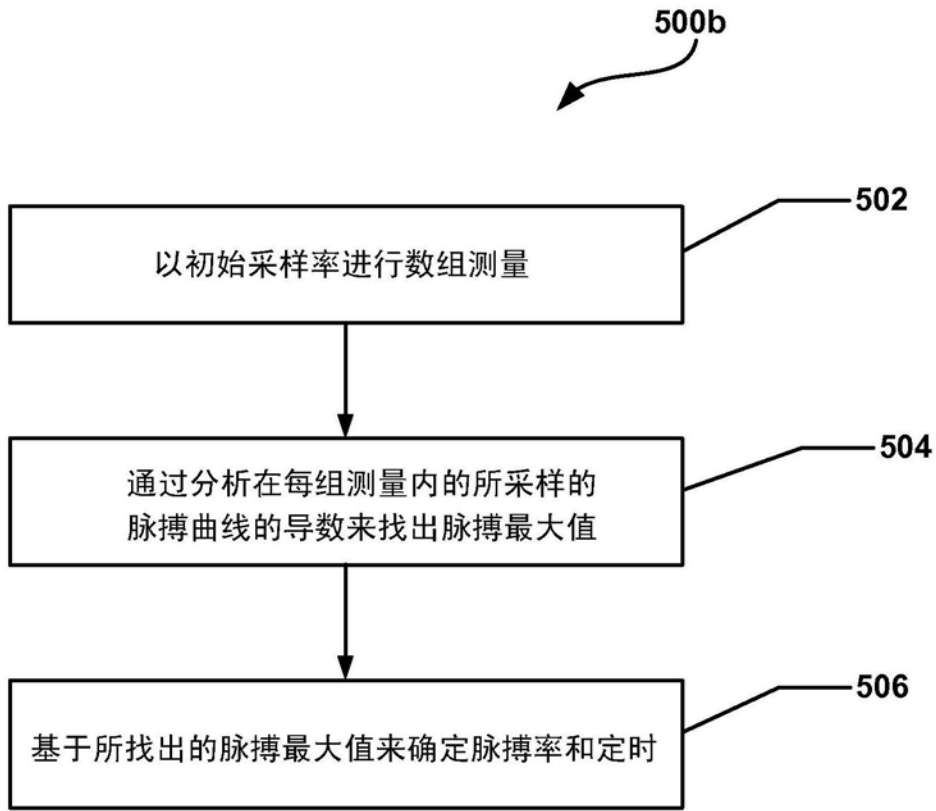 500b
502
以初始采样率进行数组测量
504
通过分析在每组测量内的所采样的
脉搏曲线的导数来找出脉搏最大值
506
基于所找出的脉搏最大值来确定脉搏率和定时